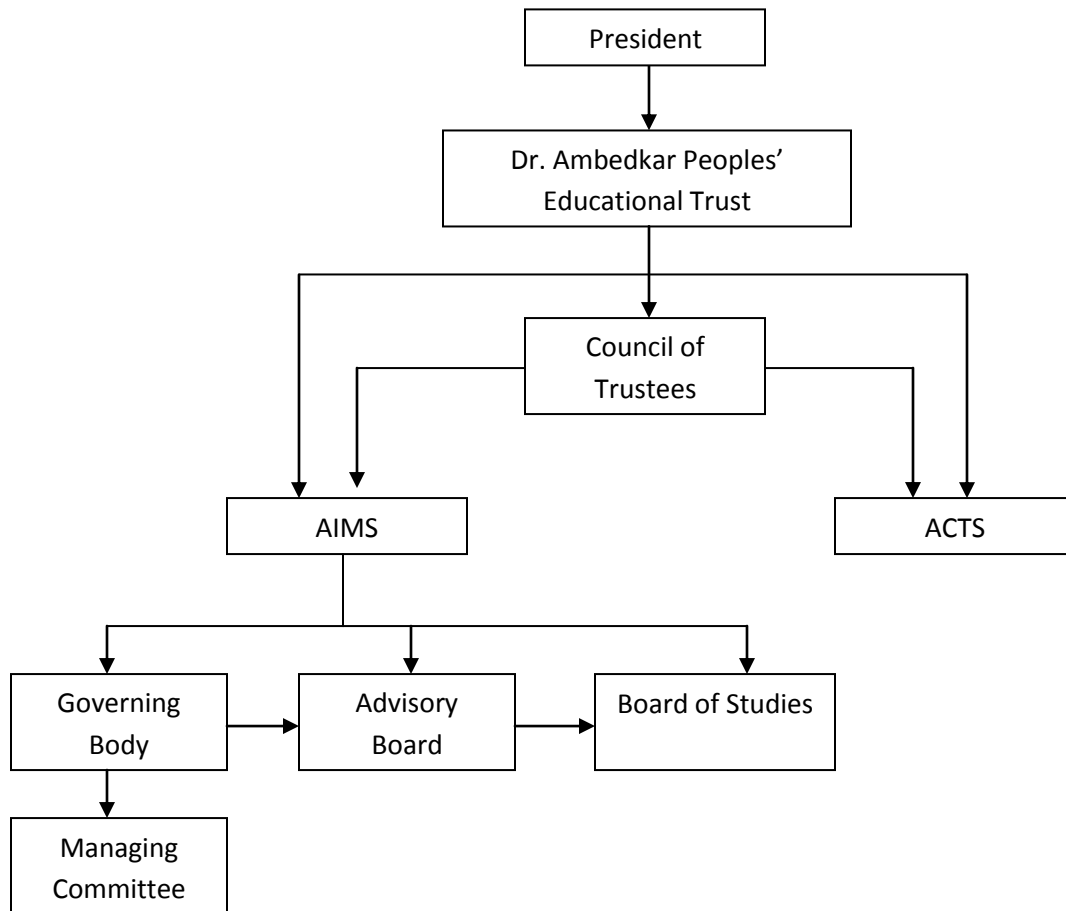 President
Dr. Ambedkar Peoples’
Educational Trust
Council of
Trustees
AIMS
ACTS
Governing
Body
Advisory
Board
Board of Studies
Managing
Committee